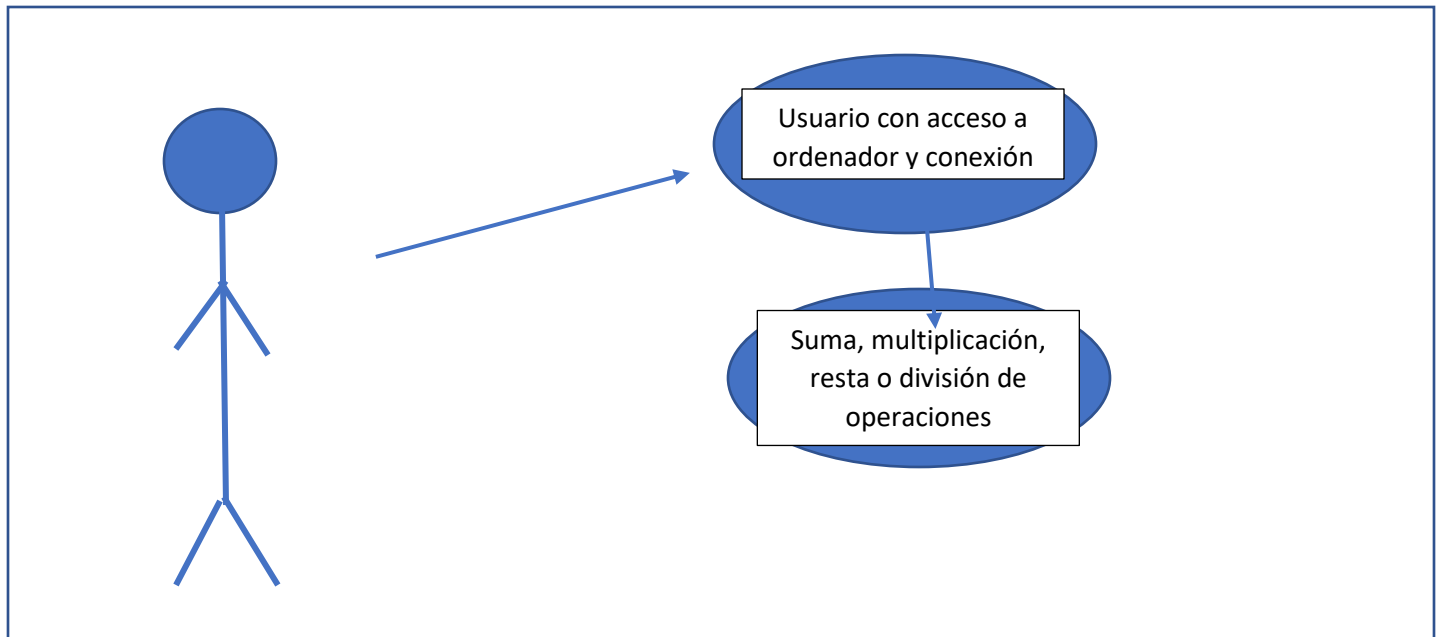 Usuario con acceso a
ordenador y conexión
Suma, multiplicación,
resta o división de
operaciones